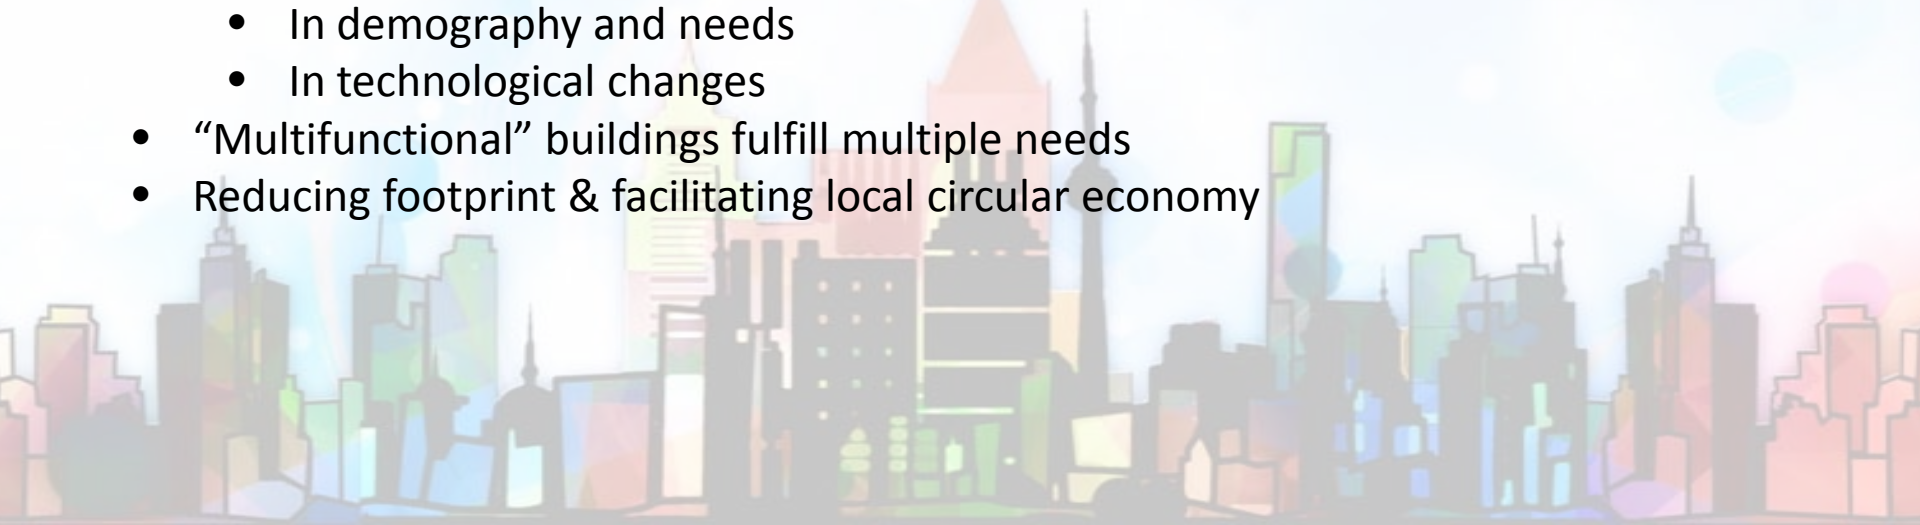 • In demography and needs
• In technological changes
• “Multifunctional” buildings fulfill multiple needs
• Reducing footprint & facilitating local circular economy